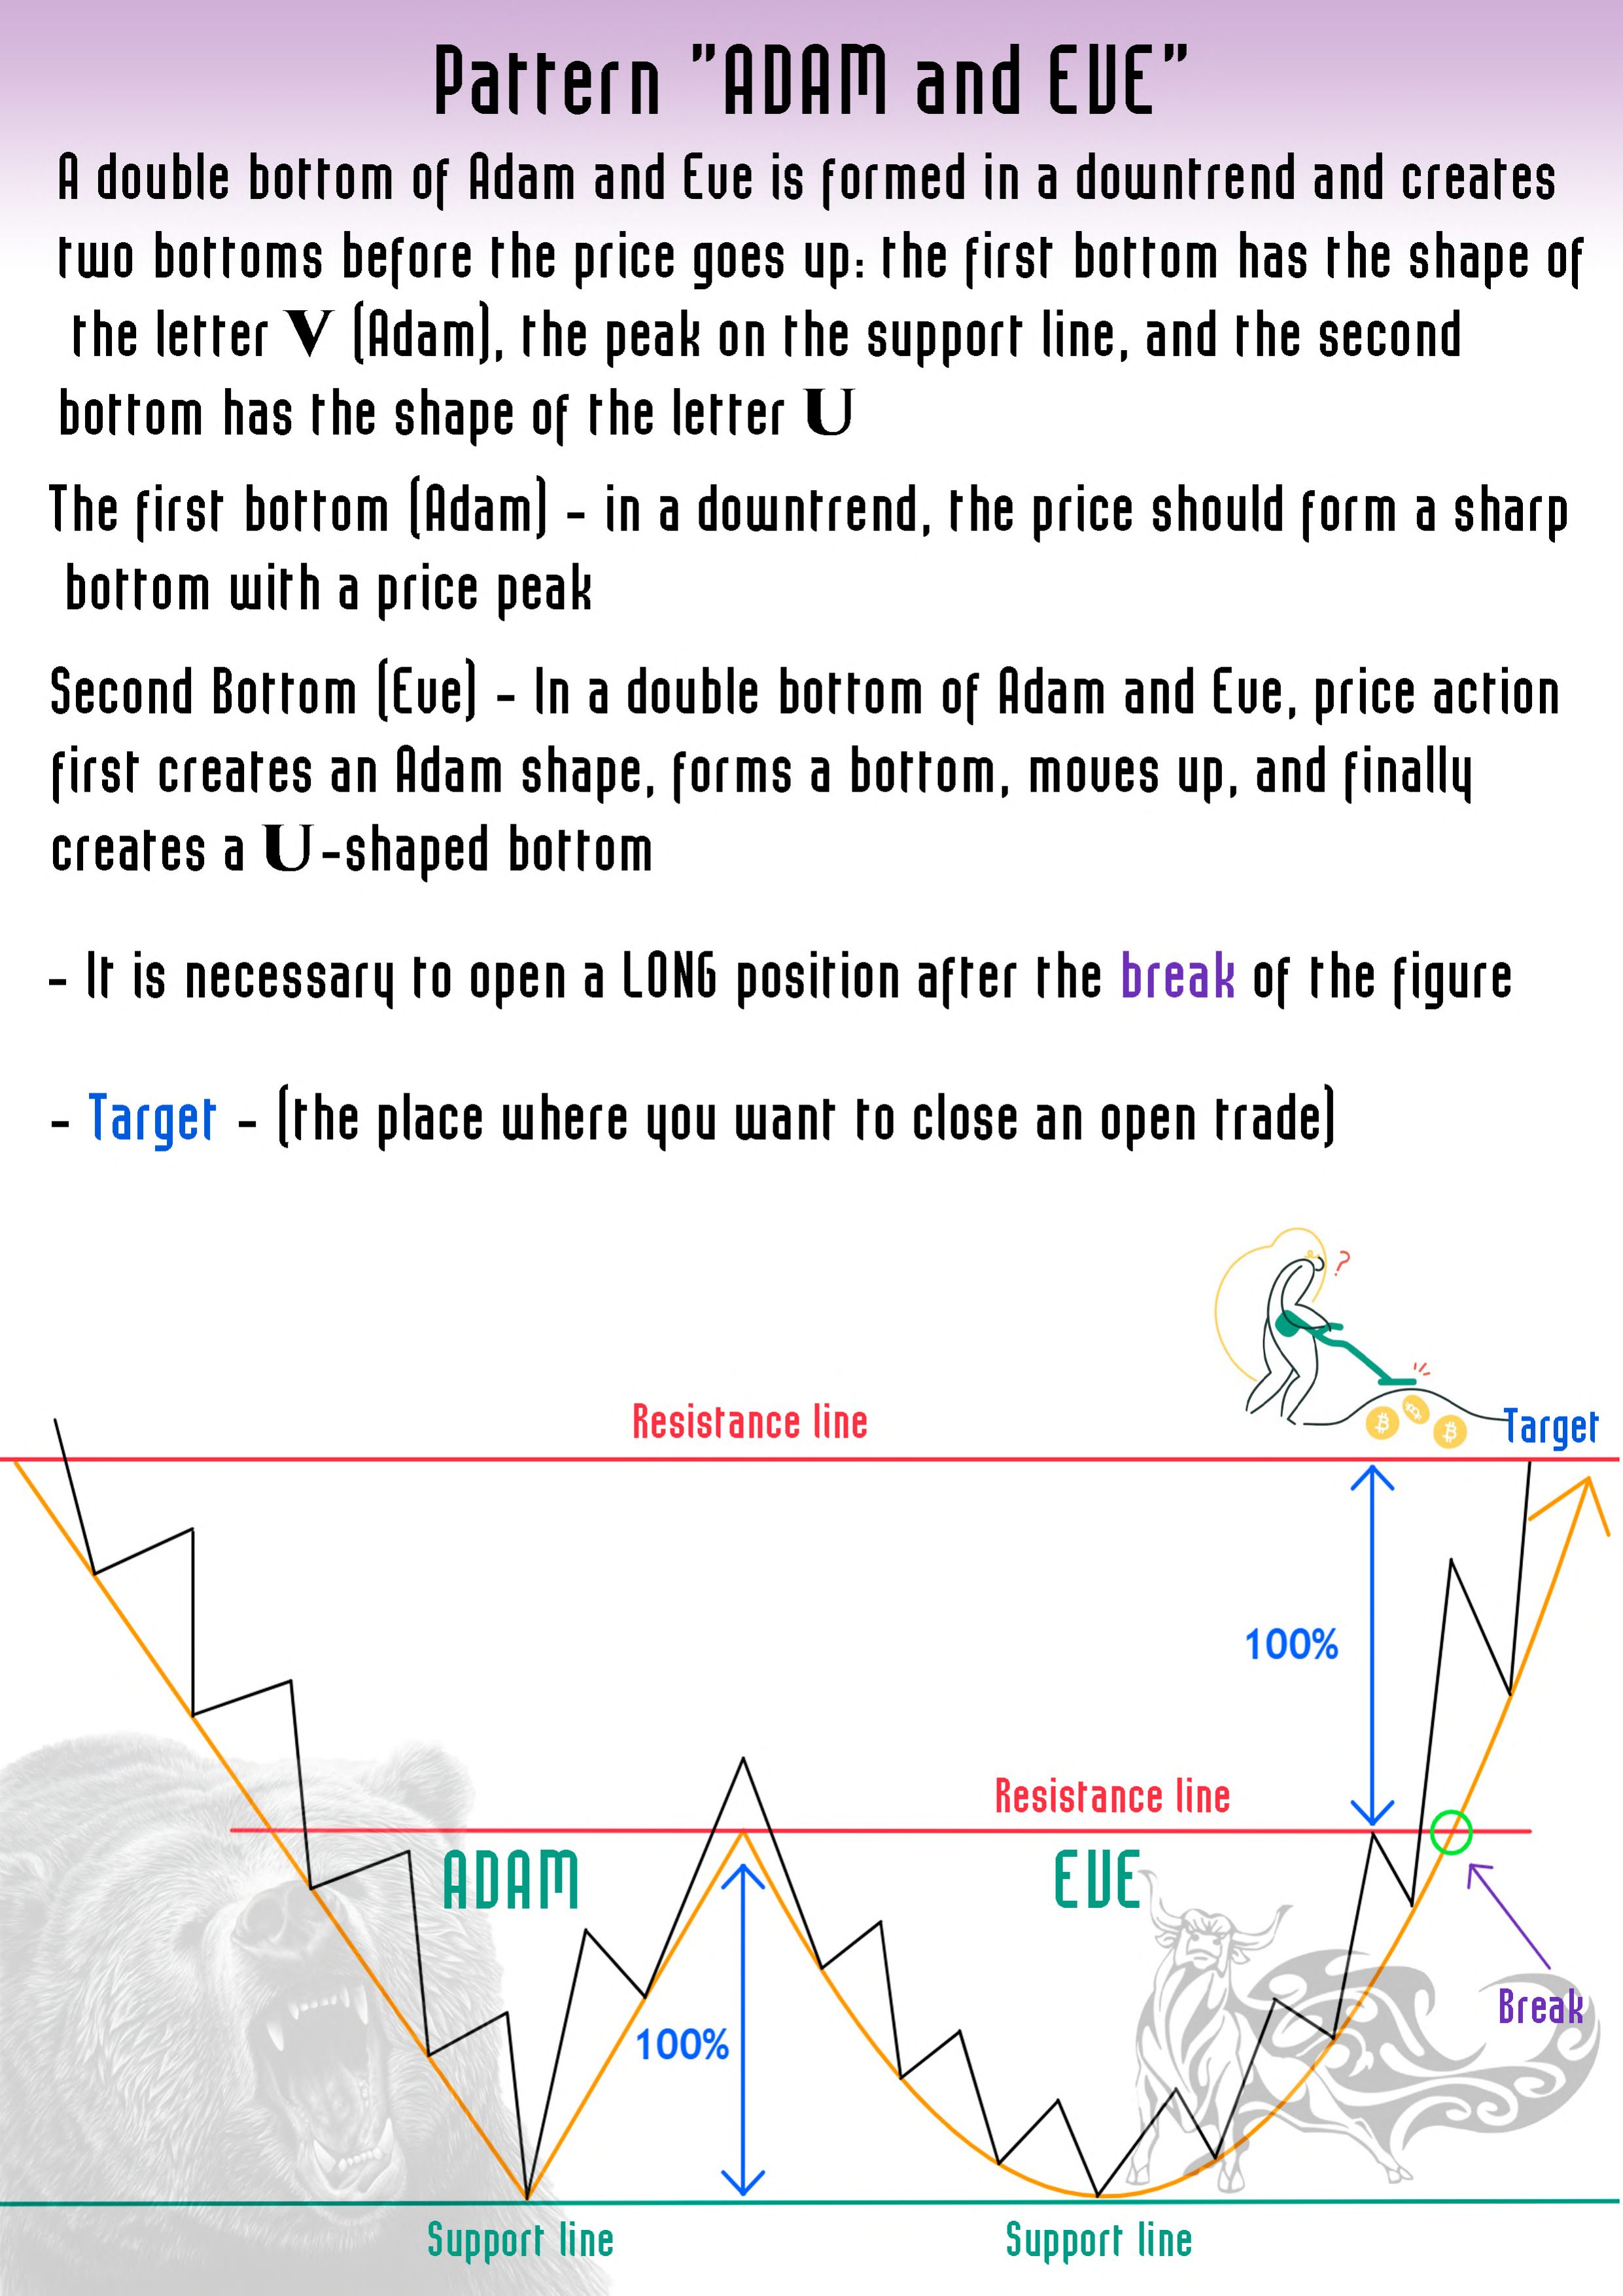 Pattern "ADAM and EVE"
A double bottom of Adam and Eve is formed in a downtrend and creates
two bottoms before the price goes up: the first bottom has the shape of
the letter V (Adam), the peak on the support line, and the second
bottom has the shape of the letter U
The first bottom (Adam) - in a downtrend, the price should form a sharp
bottom with a price peak
Second Bottom (Eve) - In a double bottom of Adam and Eve, price action
first creates an Adam shape, forms a bottom, moves up, and finally
creates a U-shaped bottom
- It is necessary to open a LONG position after the break of the figure
- Target - (the place where you want to close an open trade)
?
Resistance line
Target
100%
Resistance line
ADAM
EVE
Break
100%
Support line
Support line